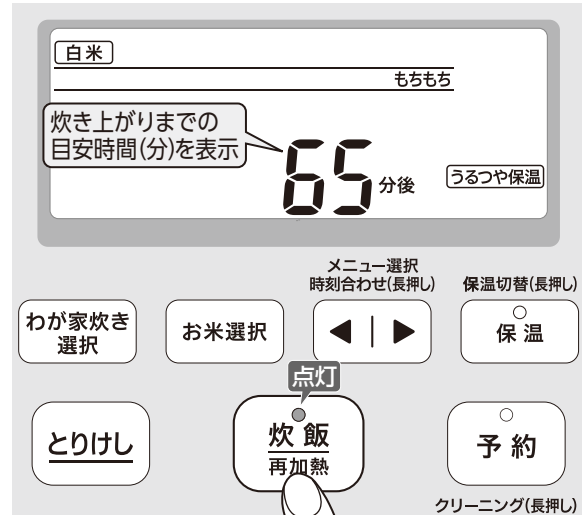 白米
もちもち
炊き上がりまでの
目安時間(分)を表示
65 分後
うるつや保温
メニュー選択
時刻合わせ(長押し)
保温切替(長押し)
わが家炊き
選択
お米選択
保温
点灯
とりけし
炊飯
再加熱
予約
クリーニング(長押し)